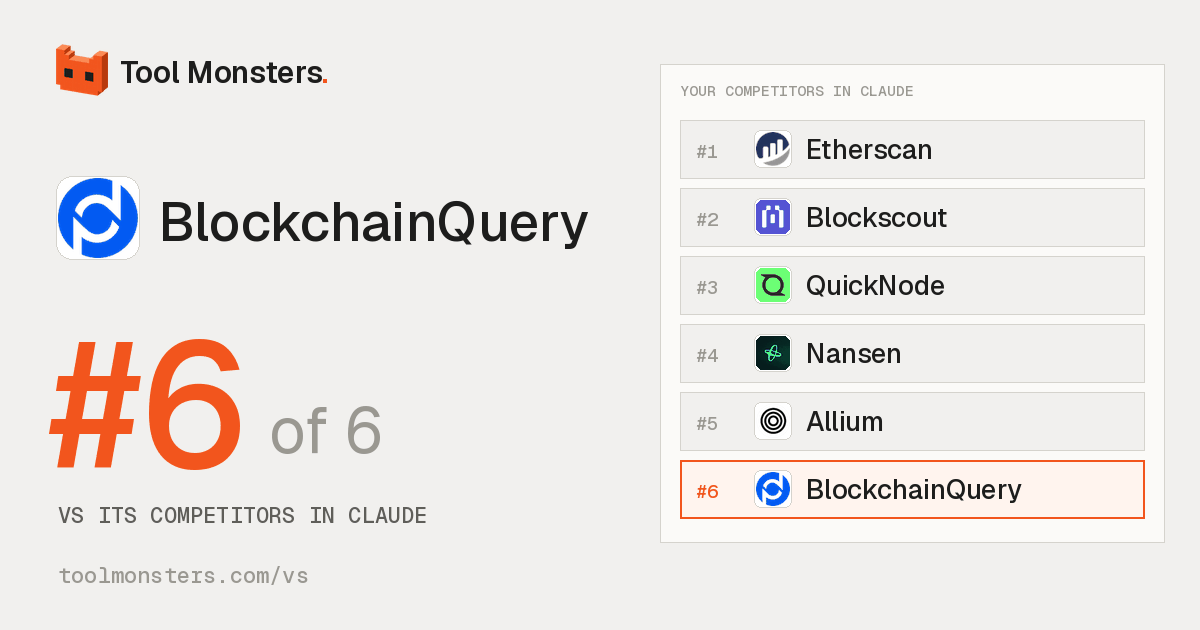 Tool Monsters.
BlockchainQuery
#6 of 6
VS ITS COMPETITORS IN CLAUDE
toolmonsters.com/vs
YOUR COMPETITORS IN CLAUDE
#1 Etherscan
#2 Blockscout
#3 QuickNode
#4 Nansen
#5 Allium
#6 BlockchainQuery